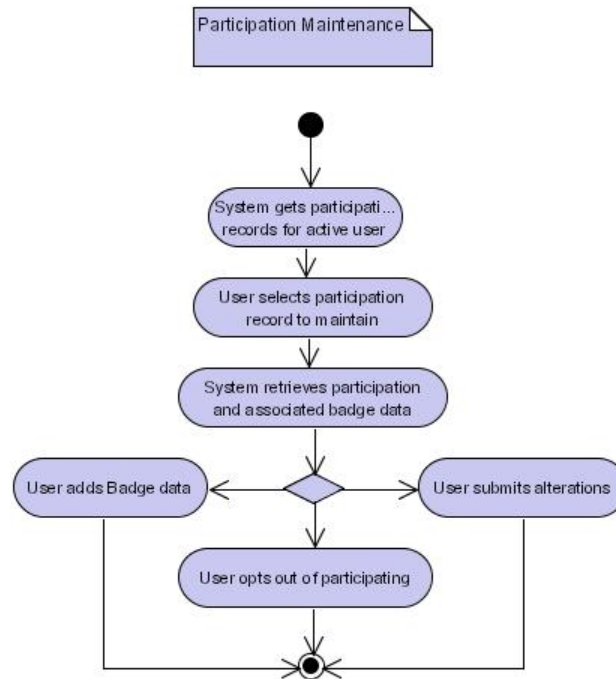 Participation Maintenance
System gets participati...
records for active user
User selects participation
record to maintain
System retrieves participation
and associated badge data
User adds Badge data
User submits alterations
User opts out of participating